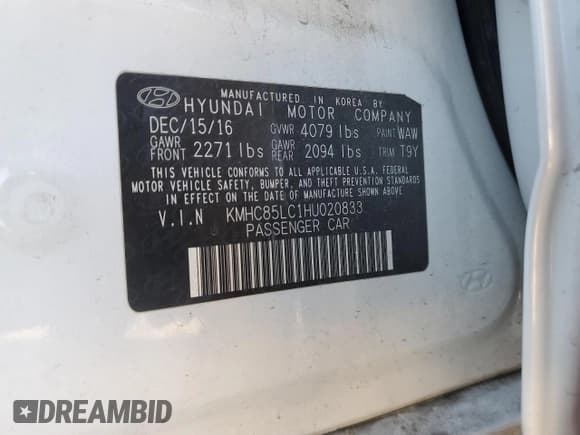 MANUFACTURED IN KOREA BY
HYUNDAI MOTOR COMPANY
DEC/15/16 GVWR 4079 lbs PAINT WAW
GAWR FRONT 2271 lbs GAWR REAR 2094 lbs TRIM T9Y
THIS VEHICLE CONFORMS TO ALL APPLICABLE U.S.A. FEDERAL
MOTOR VEHICLE SAFETY, BUMPER, AND THEFT PREVENTION STANDARDS
IN EFFECT ON THE DATE OF MANUFACTURE SHOWN ABOVE.
V.I.N KMHC85LC1HU020833
PASSENGER CAR
DREAMBID